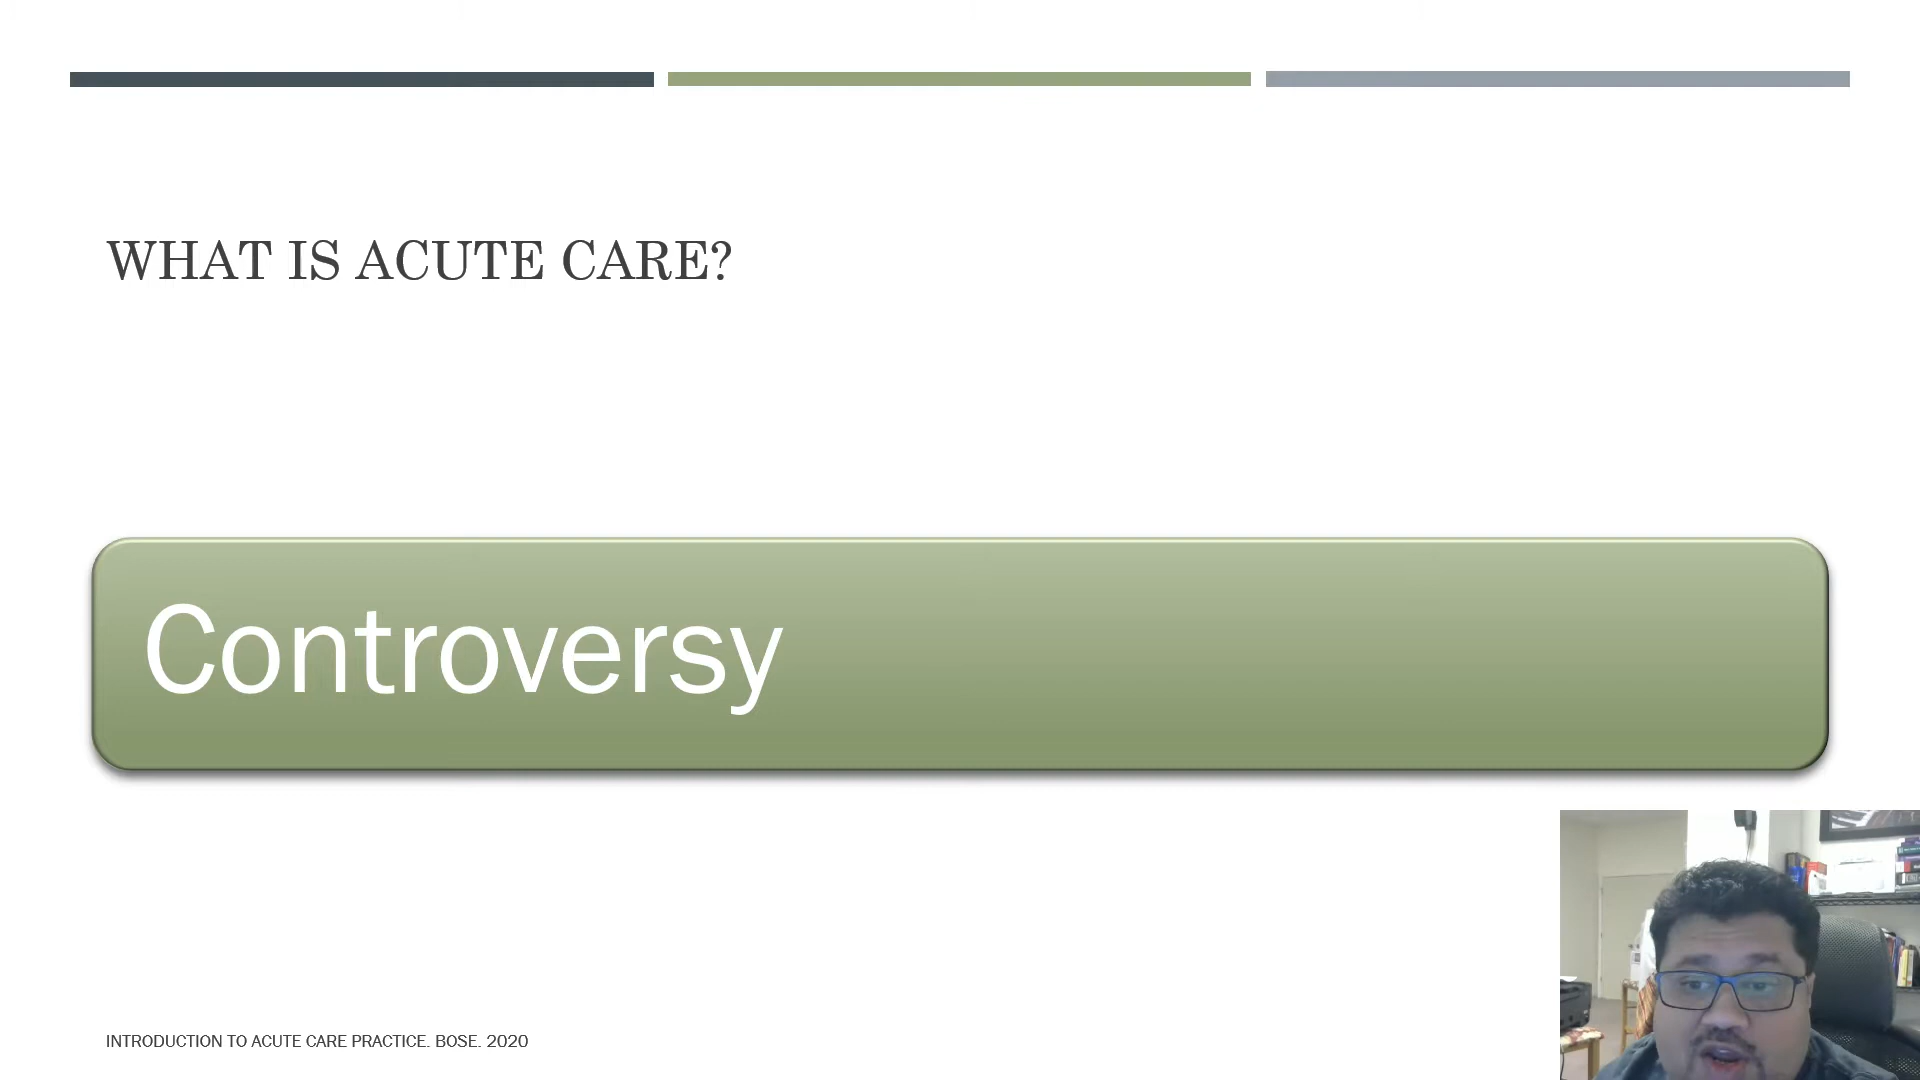 WHAT IS ACUTE CARE?
Controversy
INTRODUCTION TO ACUTE CARE PRACTICE. BOSE. 2020